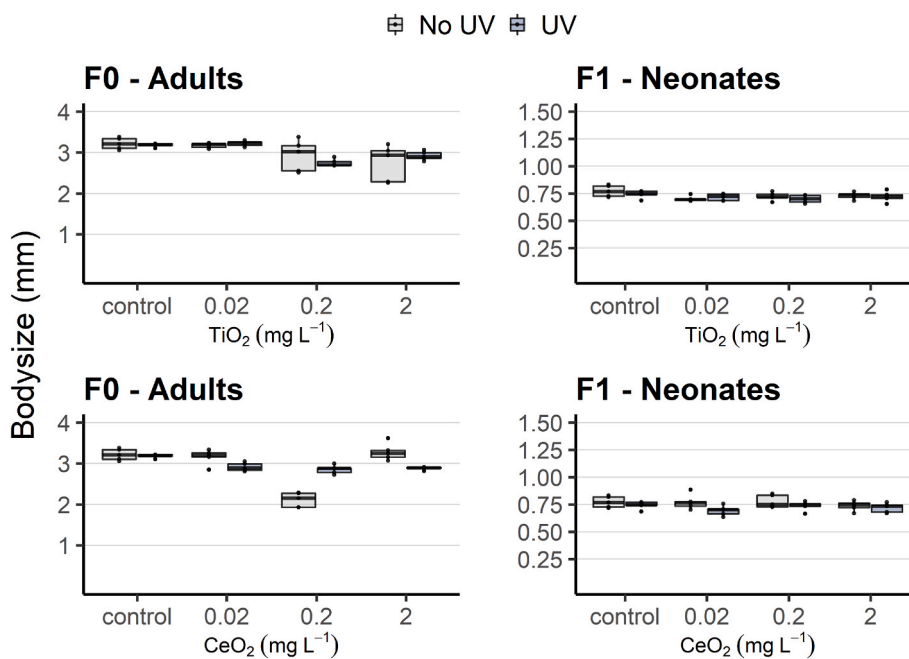 No UV UV
F0 - Adults
F1 - Neonates
Bodysize (mm)
4
3
2
1
control 0.02 0.2 2
TiO₂ (mg L⁻¹)
1.50
1.25
1.00
0.75
0.50
0.25
control 0.02 0.2 2
TiO₂ (mg L⁻¹)
F0 - Adults
F1 - Neonates
4
3
2
1
control 0.02 0.2 2
CeO₂ (mg L⁻¹)
1.50
1.25
1.00
0.75
0.50
0.25
control 0.02 0.2 2
CeO₂ (mg L⁻¹)